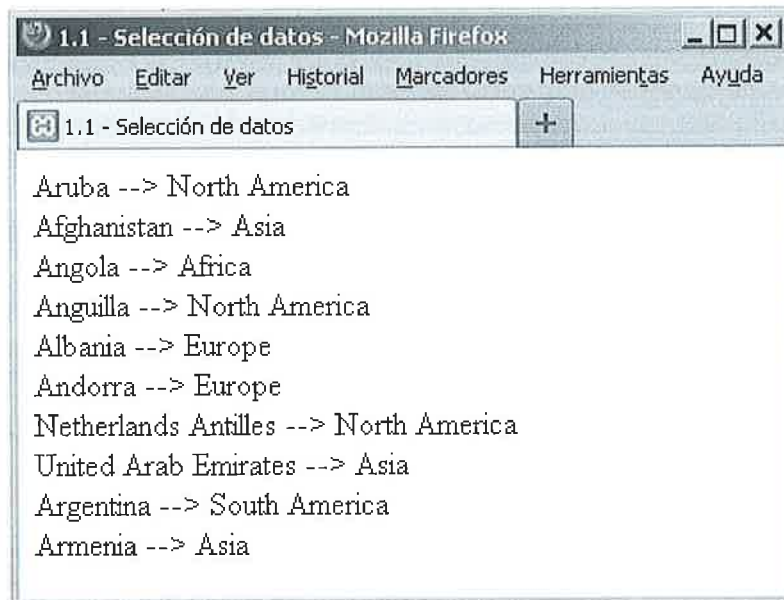 1.1 - Selección de datos - Mozilla Firefox
Archivo Editar Ver Historial Marcadores Herramientas Ayuda
1.1 - Selección de datos
Aruba --> North America
Afghanistan --> Asia
Angola --> Africa
Anguilla --> North America
Albania --> Europe
Andorra --> Europe
Netherlands Antilles --> North America
United Arab Emirates --> Asia
Argentina --> South America
Armenia --> Asia